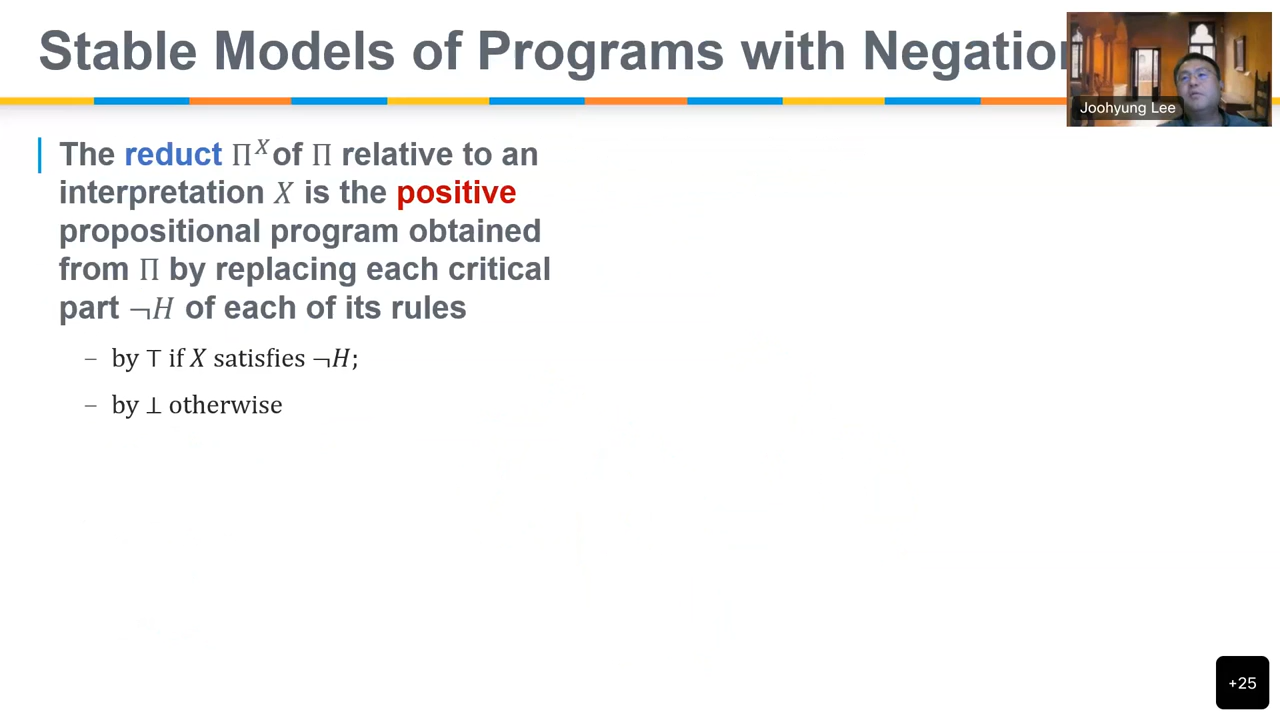 Stable Models of Programs with Negation
Joohyung Lee
The reduct Π^X of Π relative to an
interpretation X is the positive
propositional program obtained
from Π by replacing each critical
part ¬H of each of its rules
– by ⊤ if X satisfies ¬H;
– by ⊥ otherwise
+25